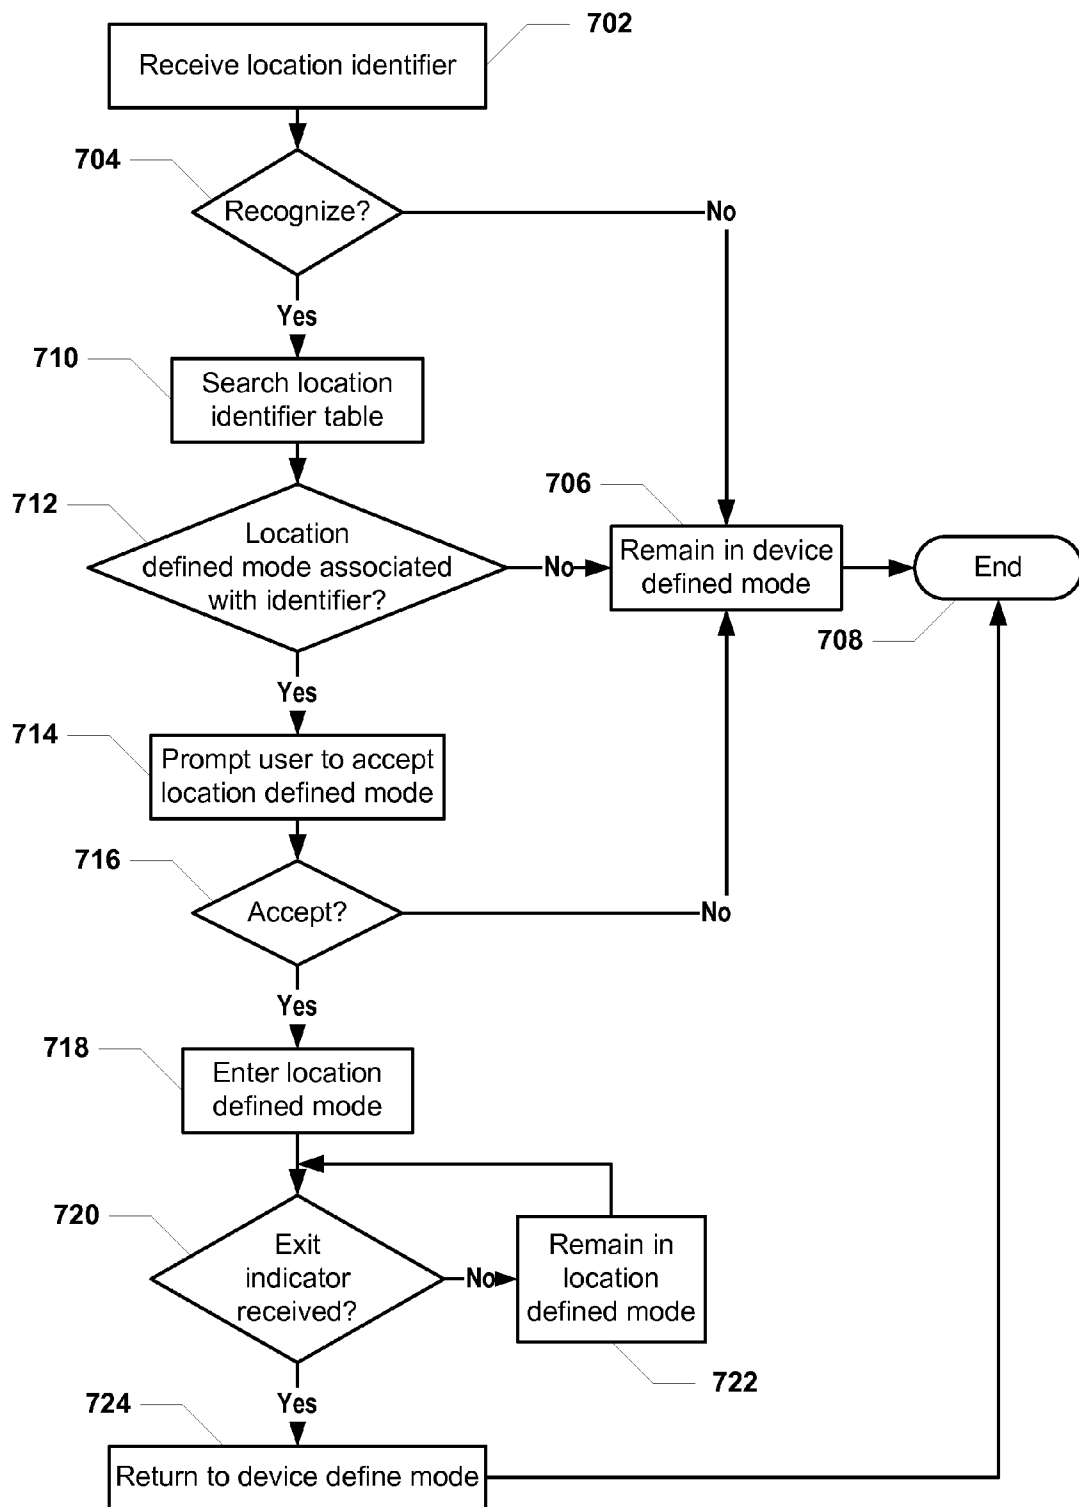 702
Receive location identifier
704
Recognize?
No
Yes
710
Search location
identifier table
712
Location
defined mode associated
with identifier?
No
706
Remain in device
defined mode
End
708
Yes
714
Prompt user to accept
location defined mode
716
Accept?
No
Yes
718
Enter location
defined mode
720
Exit
indicator
received?
No
Remain in
location
defined mode
722
Yes
724
Return to device define mode